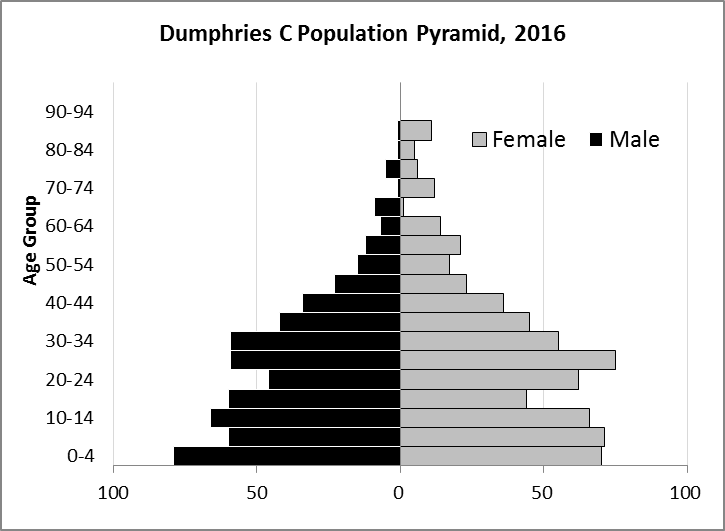 Dumphries C Population Pyramid, 2016
Age Group
90-94
80-84
70-74
60-64
50-54
40-44
30-34
20-24
10-14
0-4
Female Male
100 50 0 50 100